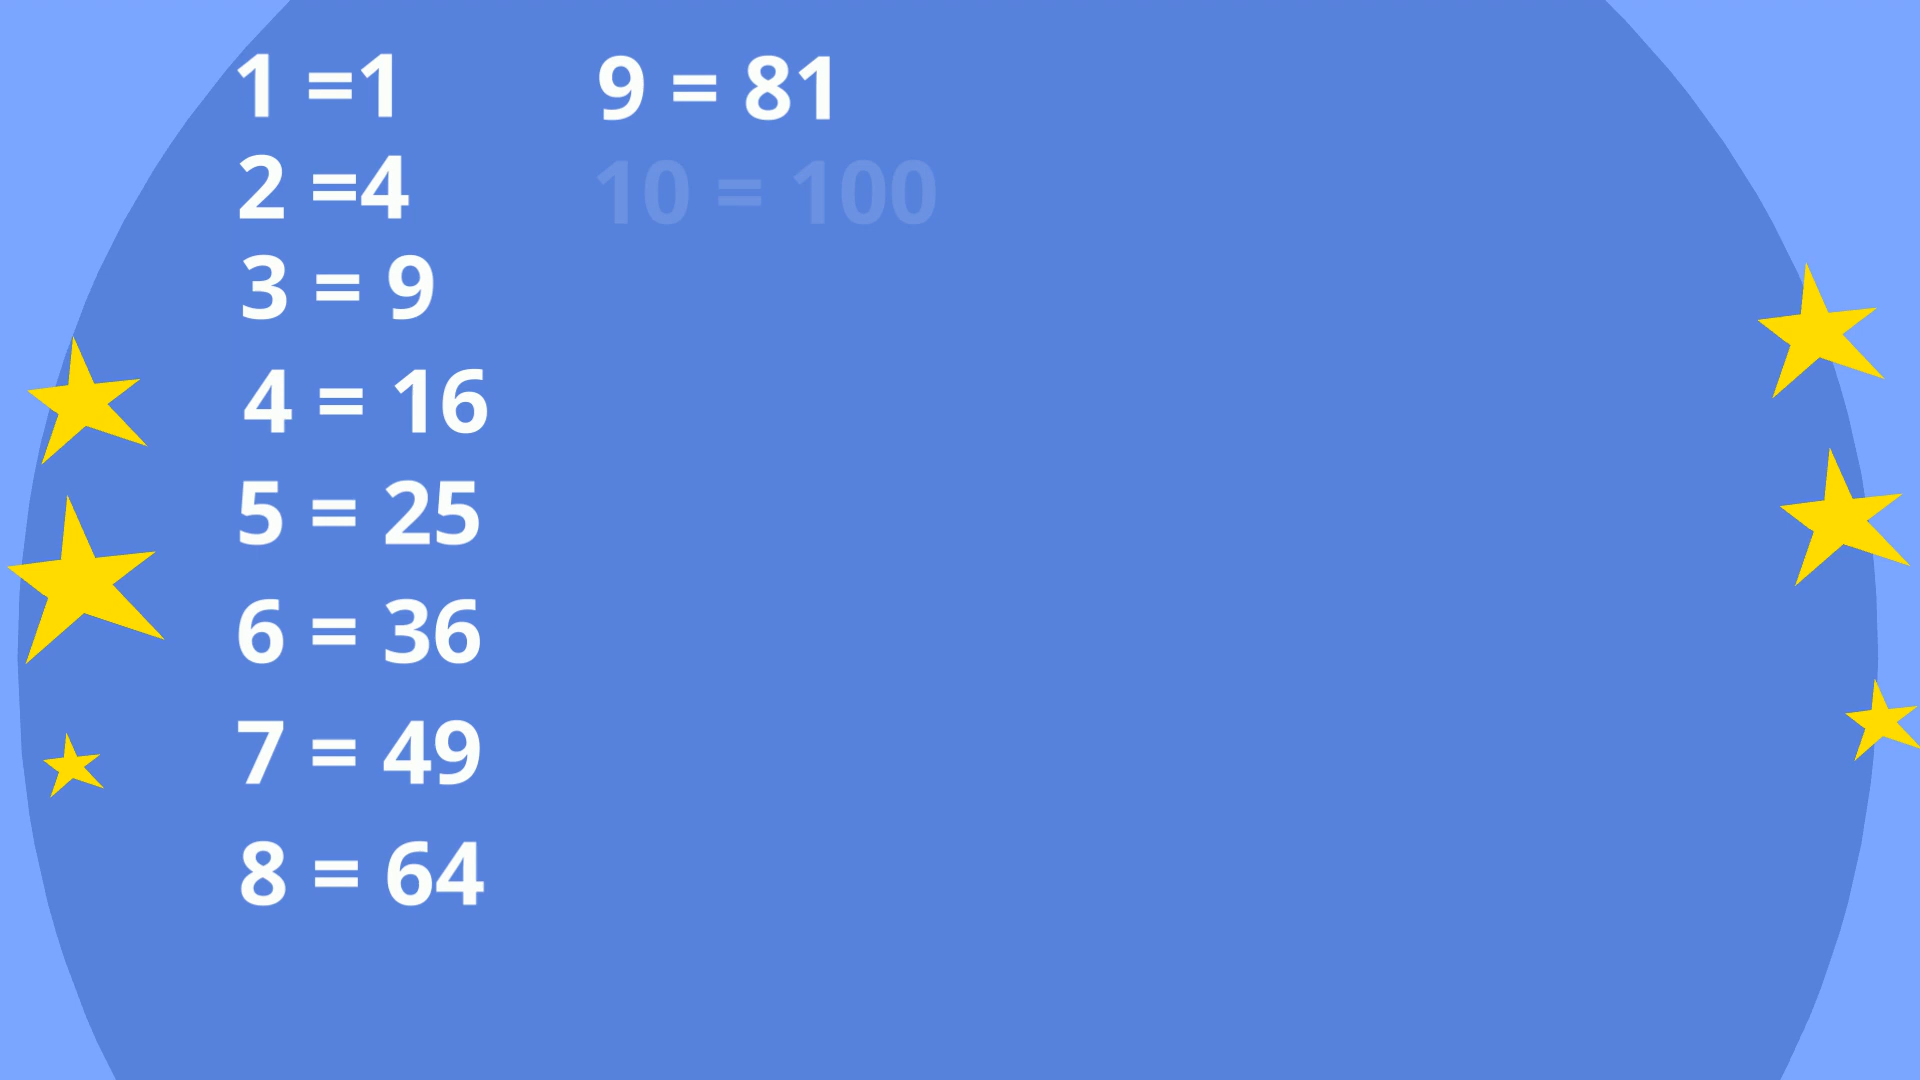 1 =1
2 =4
3 = 9
4 = 16
5 = 25
6 = 36
7 = 49
8 = 64
9 = 81
10 = 100